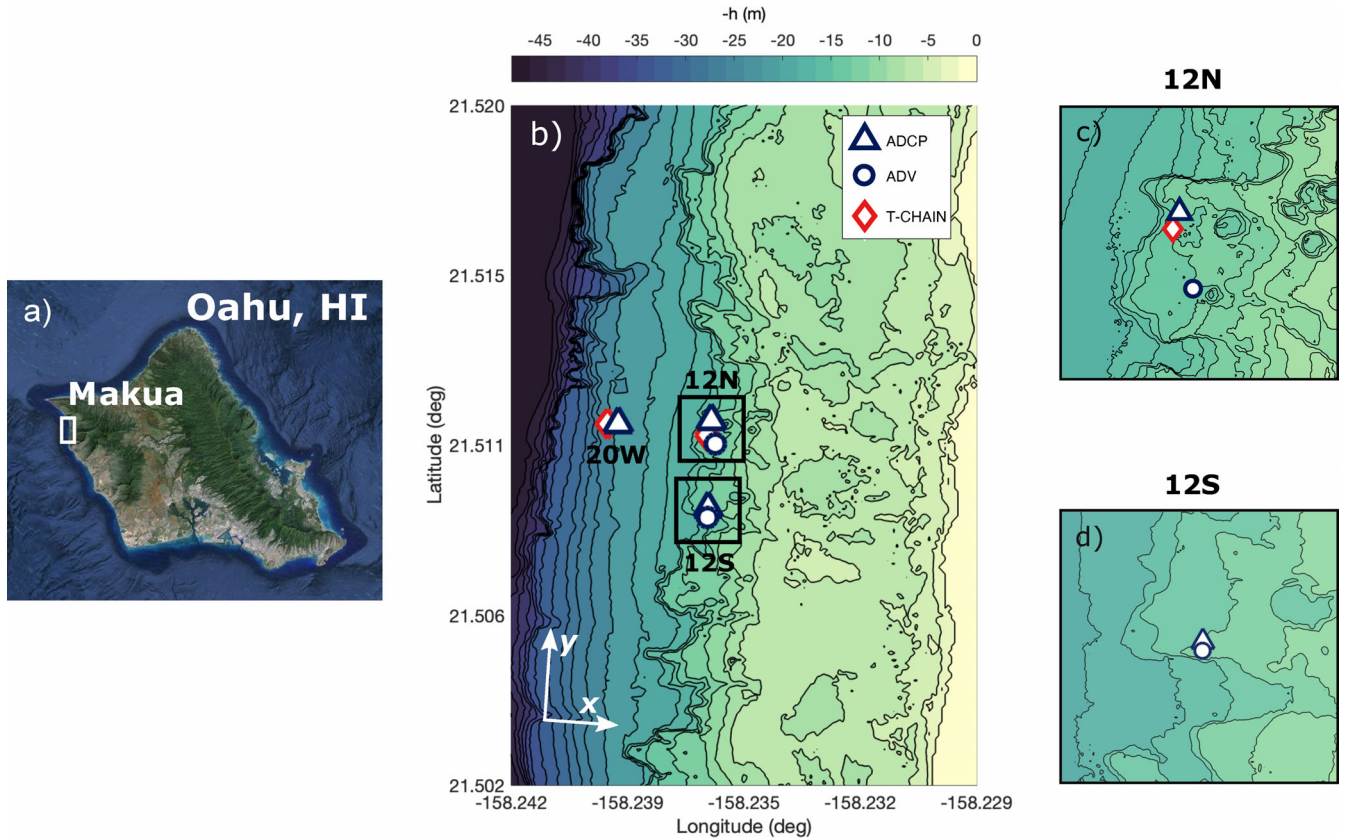 a)
Oahu, HI
Makua
-h (m)
-45 -40 -35 -30 -25 -20 -15 -10 -5 0
b)
ADCP
ADV
T-CHAIN
21.520
21.515
21.511
21.506
21.502
Latitude (deg)
12N
20W
12S
y
x
-158.242 -158.239 -158.235 -158.232 -158.229
Longitude (deg)
12N
c)
12S
d)